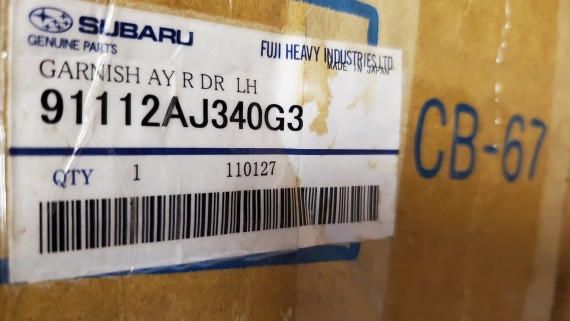 SUBARU
GENUINE PARTS
FUJI HEAVY INDUSTRIES LTD.
MADE IN JAPAN
GARNISH AY R DR LH
91112AJ340G3
QTY 1 110127
CB-67